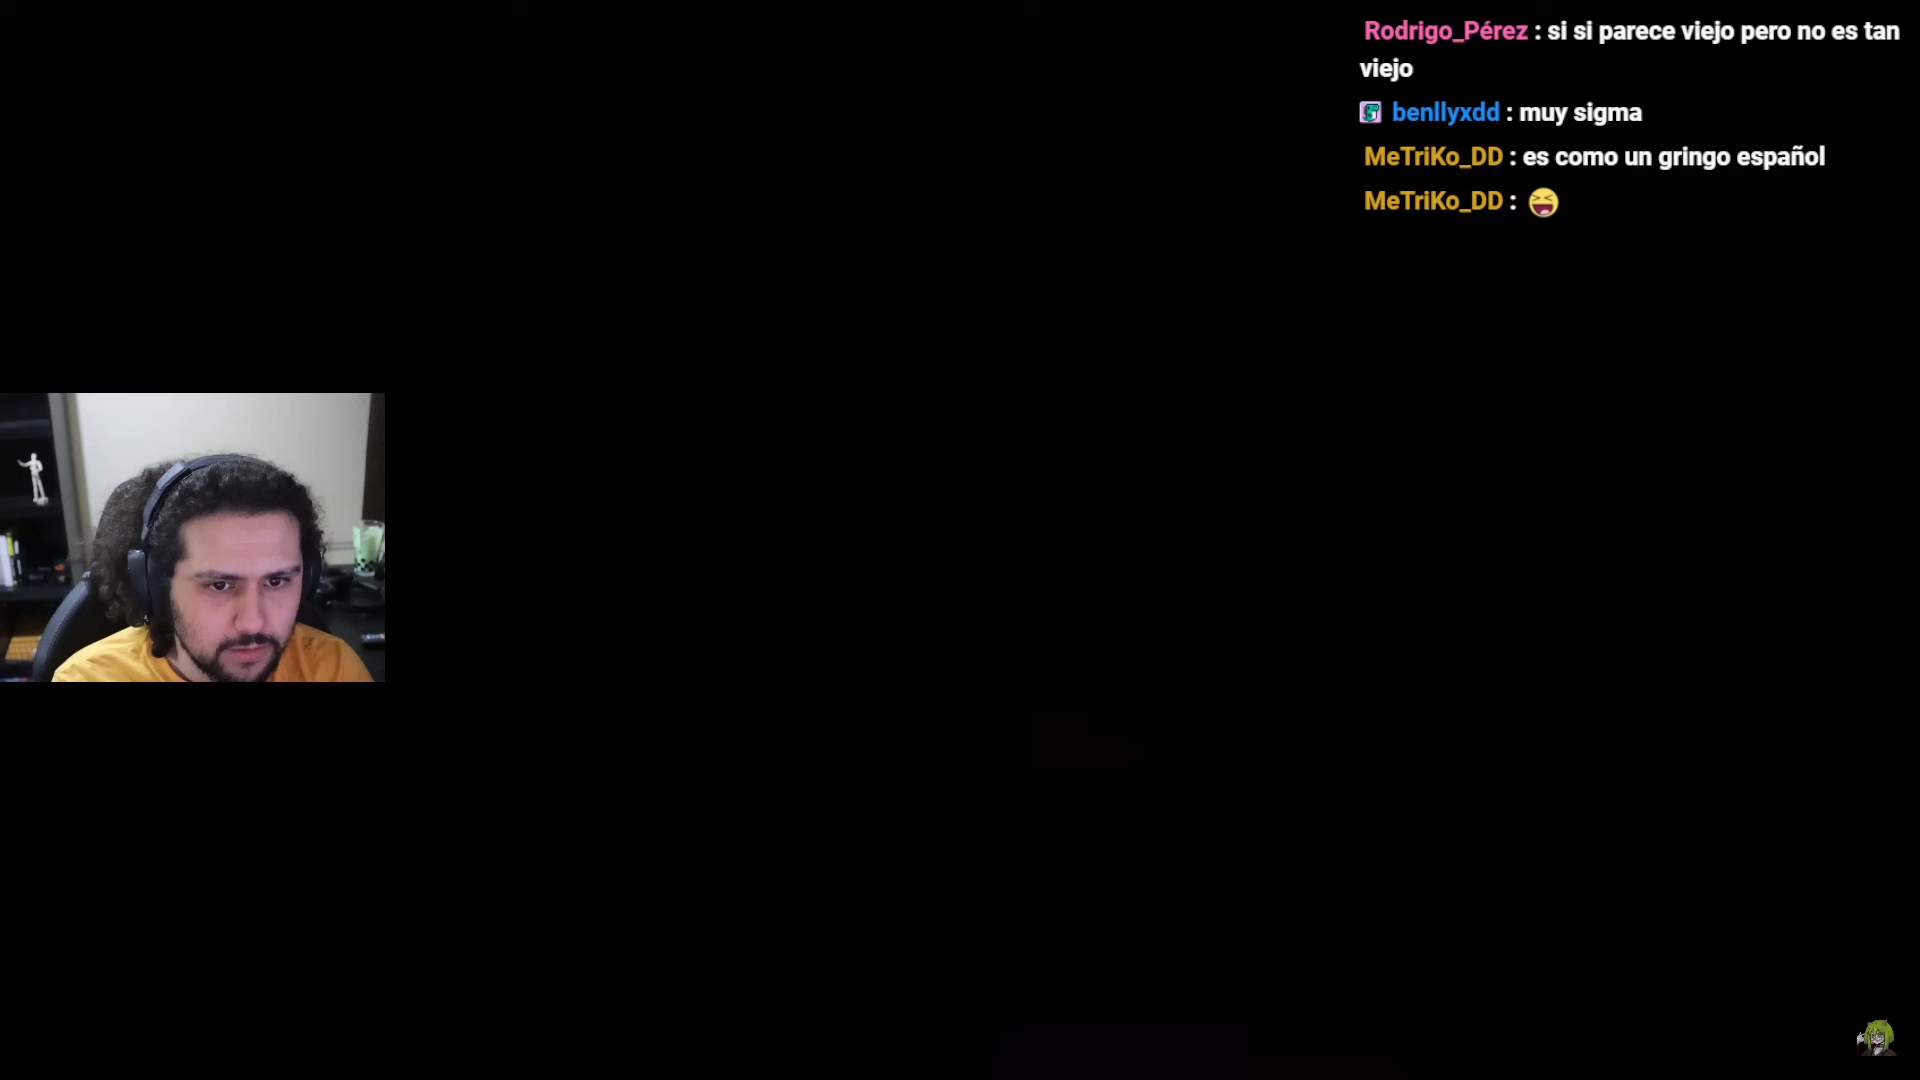 Rodrigo_Pérez : si si parece viejo pero no es tan
viejo
benllyxdd : muy sigma
MeTriKo_DD : es como un gringo español
MeTriKo_DD : 😆